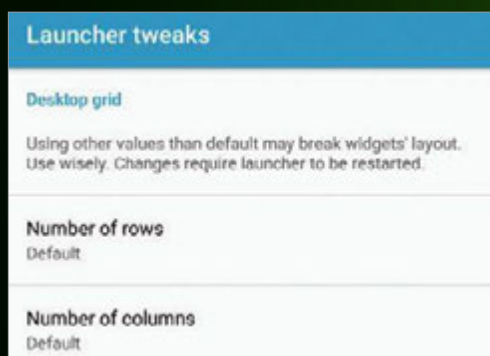 Launcher tweaks
Desktop grid
Using other values than default may break widgets' layout.
Use wisely. Changes require launcher to be restarted.
Number of rows
Default
Number of columns
Default